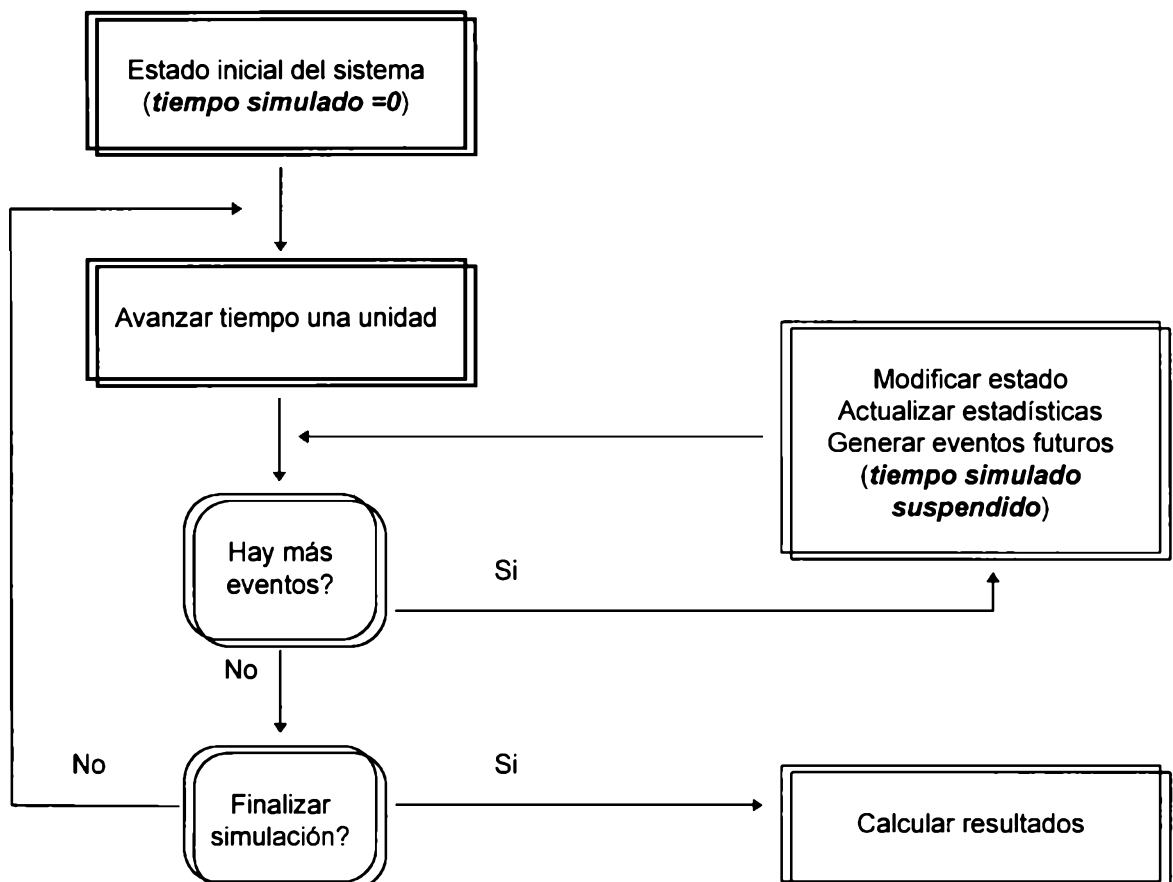 Estado inicial del sistema
(tiempo simulado =0)
Avanzar tiempo una unidad
Modificar estado
Actualizar estadísticas
Generar eventos futuros
(tiempo simulado
suspendido)
Hay más
eventos?
Si
No
No
Finalizar
simulación?
Si
Calcular resultados